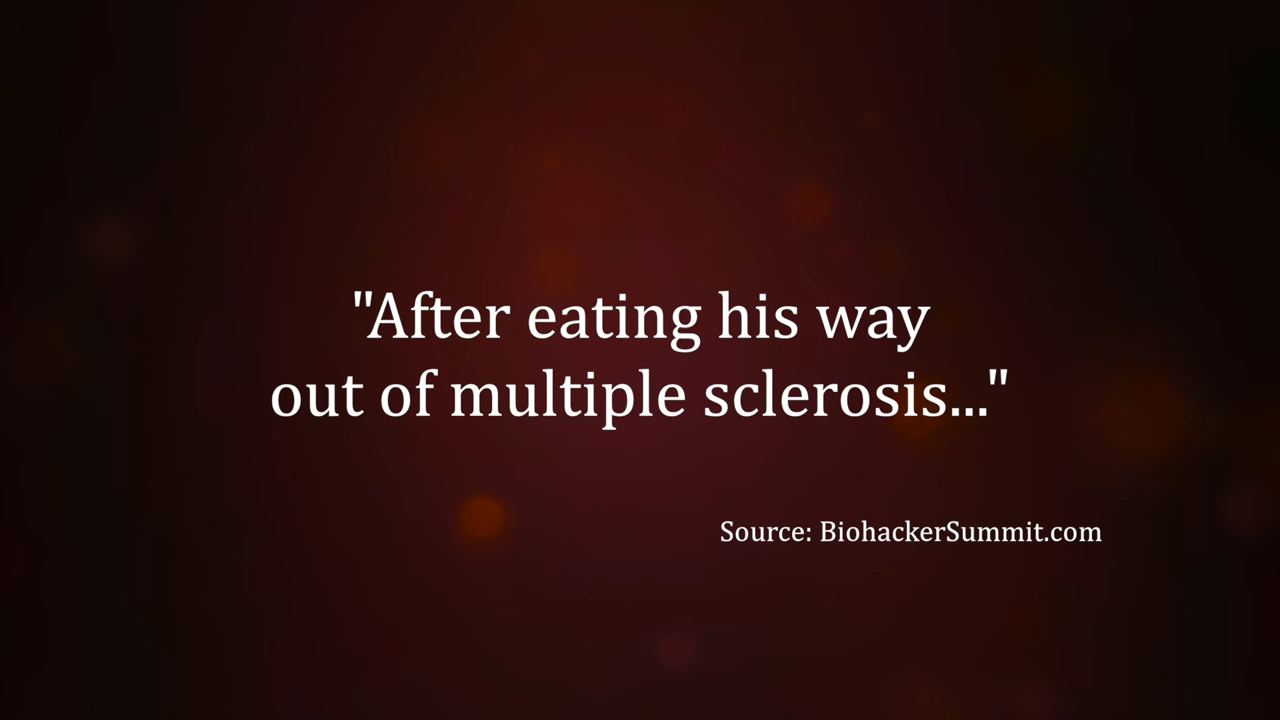 "After eating his way
out of multiple sclerosis..."
Source: BiohackerSummit.com